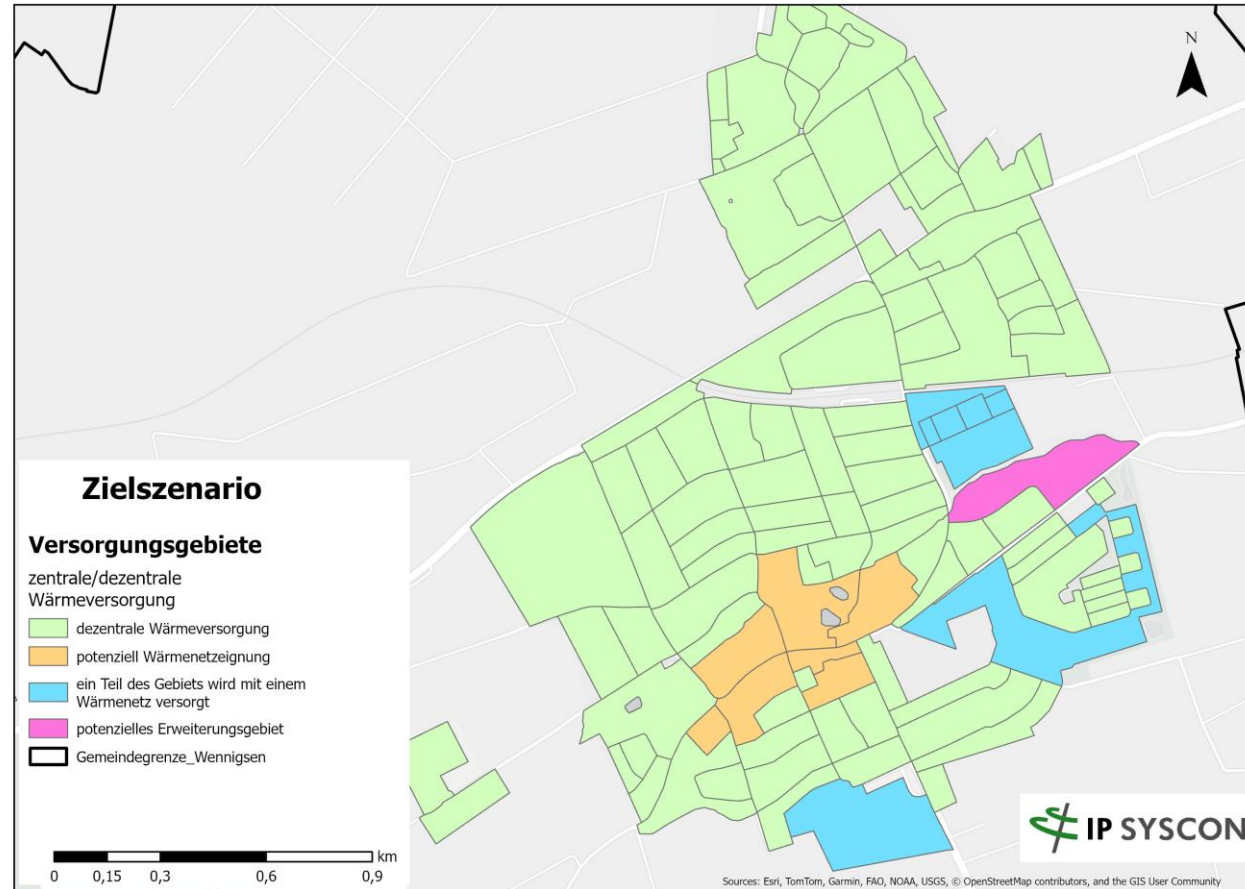 N
Zielszenario
Versorgungsgebiete
zentrale/dezentrale
Wärmeversorgung
dezentrale Wärmeversorgung
potenziell Wärmenetzeignung
ein Teil des Gebiets wird mit einem
Wärmenetz versorgt
potenzielles Erweiterungsgebiet
Gemeindegrenze_Wennigsen
km
0 0,15 0,3 0,6 0,9
IP SYSCON
Sources: Esri, TomTom, Garmin, FAO, NOAA, USGS, © OpenStreetMap contributors, and the GIS User Community